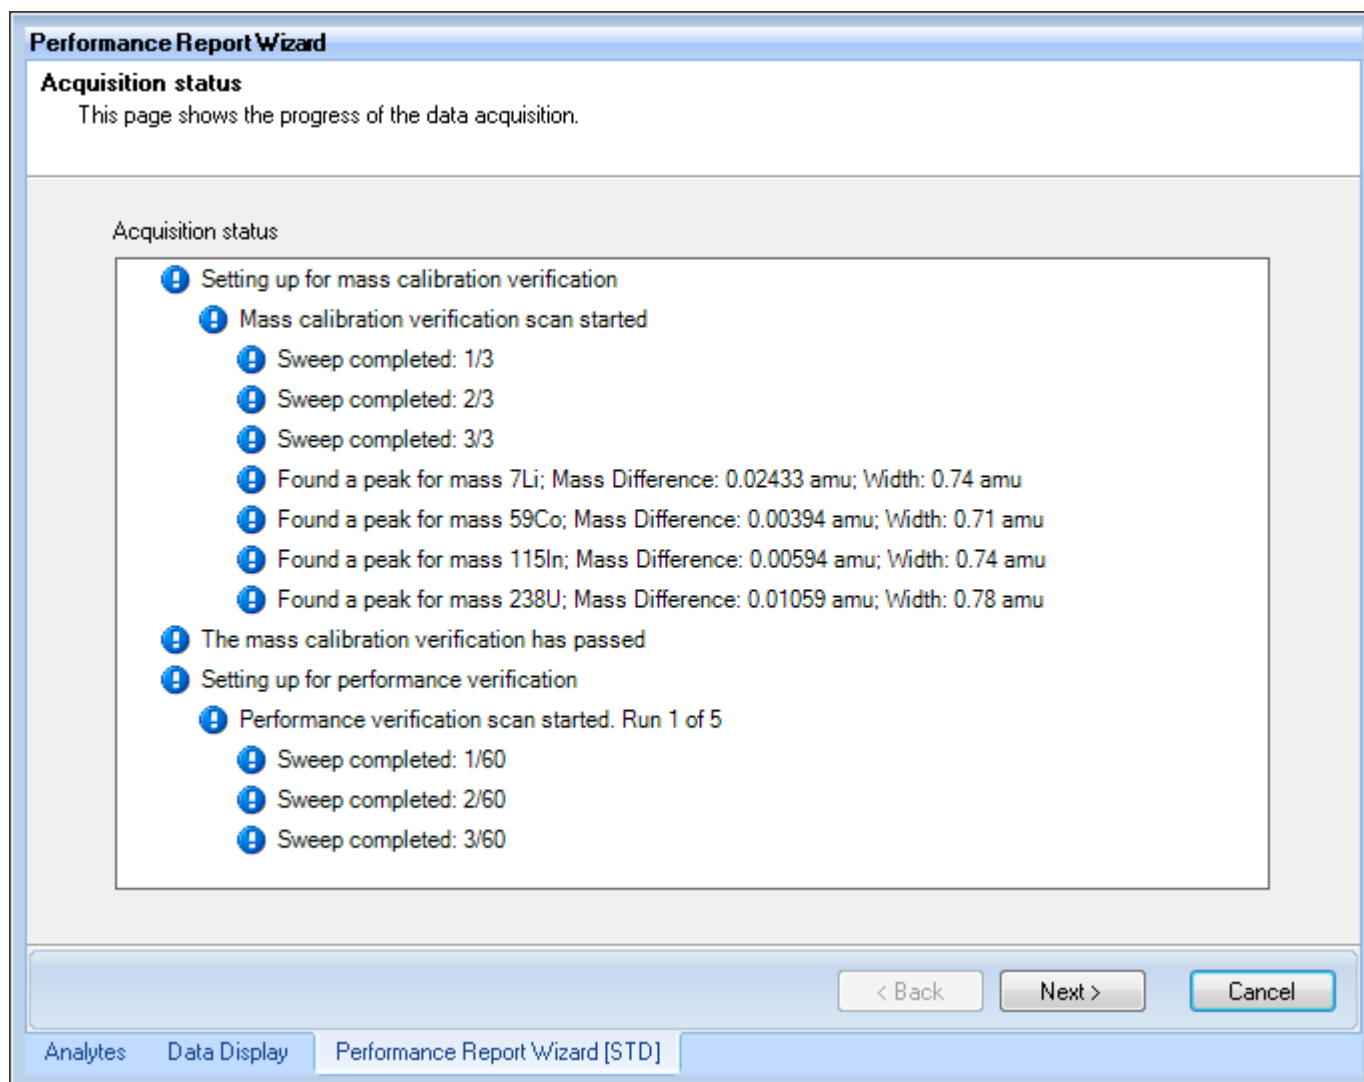 Performance Report Wizard
Acquisition status
This page shows the progress of the data acquisition.
Acquisition status
Setting up for mass calibration verification
Mass calibration verification scan started
Sweep completed: 1/3
Sweep completed: 2/3
Sweep completed: 3/3
Found a peak for mass 7Li; Mass Difference: 0.02433 amu; Width: 0.74 amu
Found a peak for mass 59Co; Mass Difference: 0.00394 amu; Width: 0.71 amu
Found a peak for mass 115In; Mass Difference: 0.00594 amu; Width: 0.74 amu
Found a peak for mass 238U; Mass Difference: 0.01059 amu; Width: 0.78 amu
The mass calibration verification has passed
Setting up for performance verification
Performance verification scan started. Run 1 of 5
Sweep completed: 1/60
Sweep completed: 2/60
Sweep completed: 3/60
< Back Next > Cancel
Analytes Data Display Performance Report Wizard [STD]